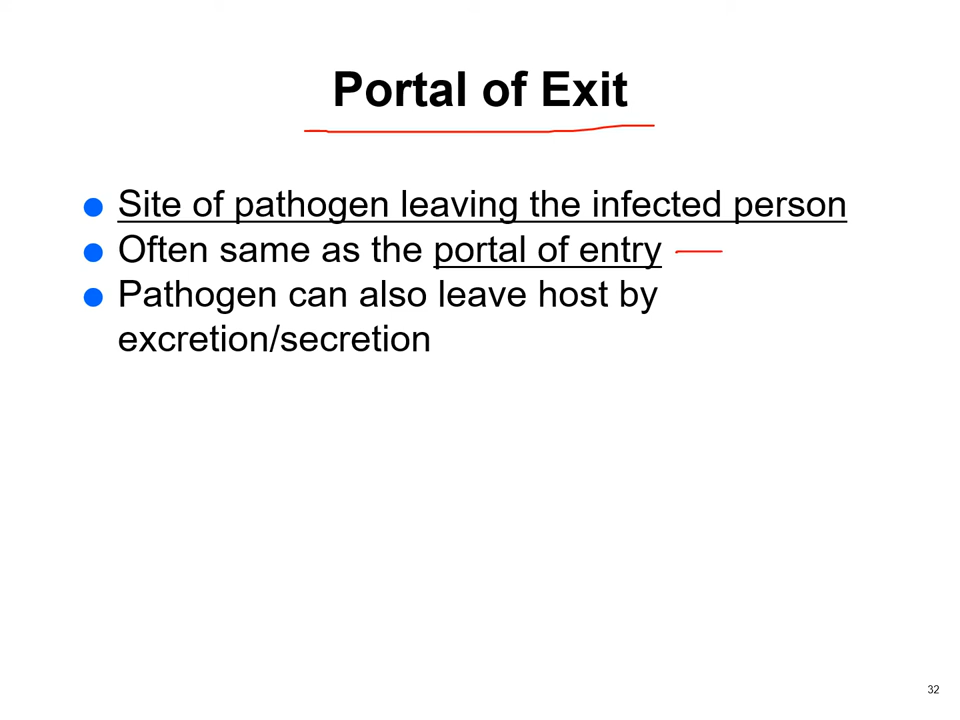 Portal of Exit
● Site of pathogen leaving the infected person
● Often same as the portal of entry
● Pathogen can also leave host by
excretion/secretion
32